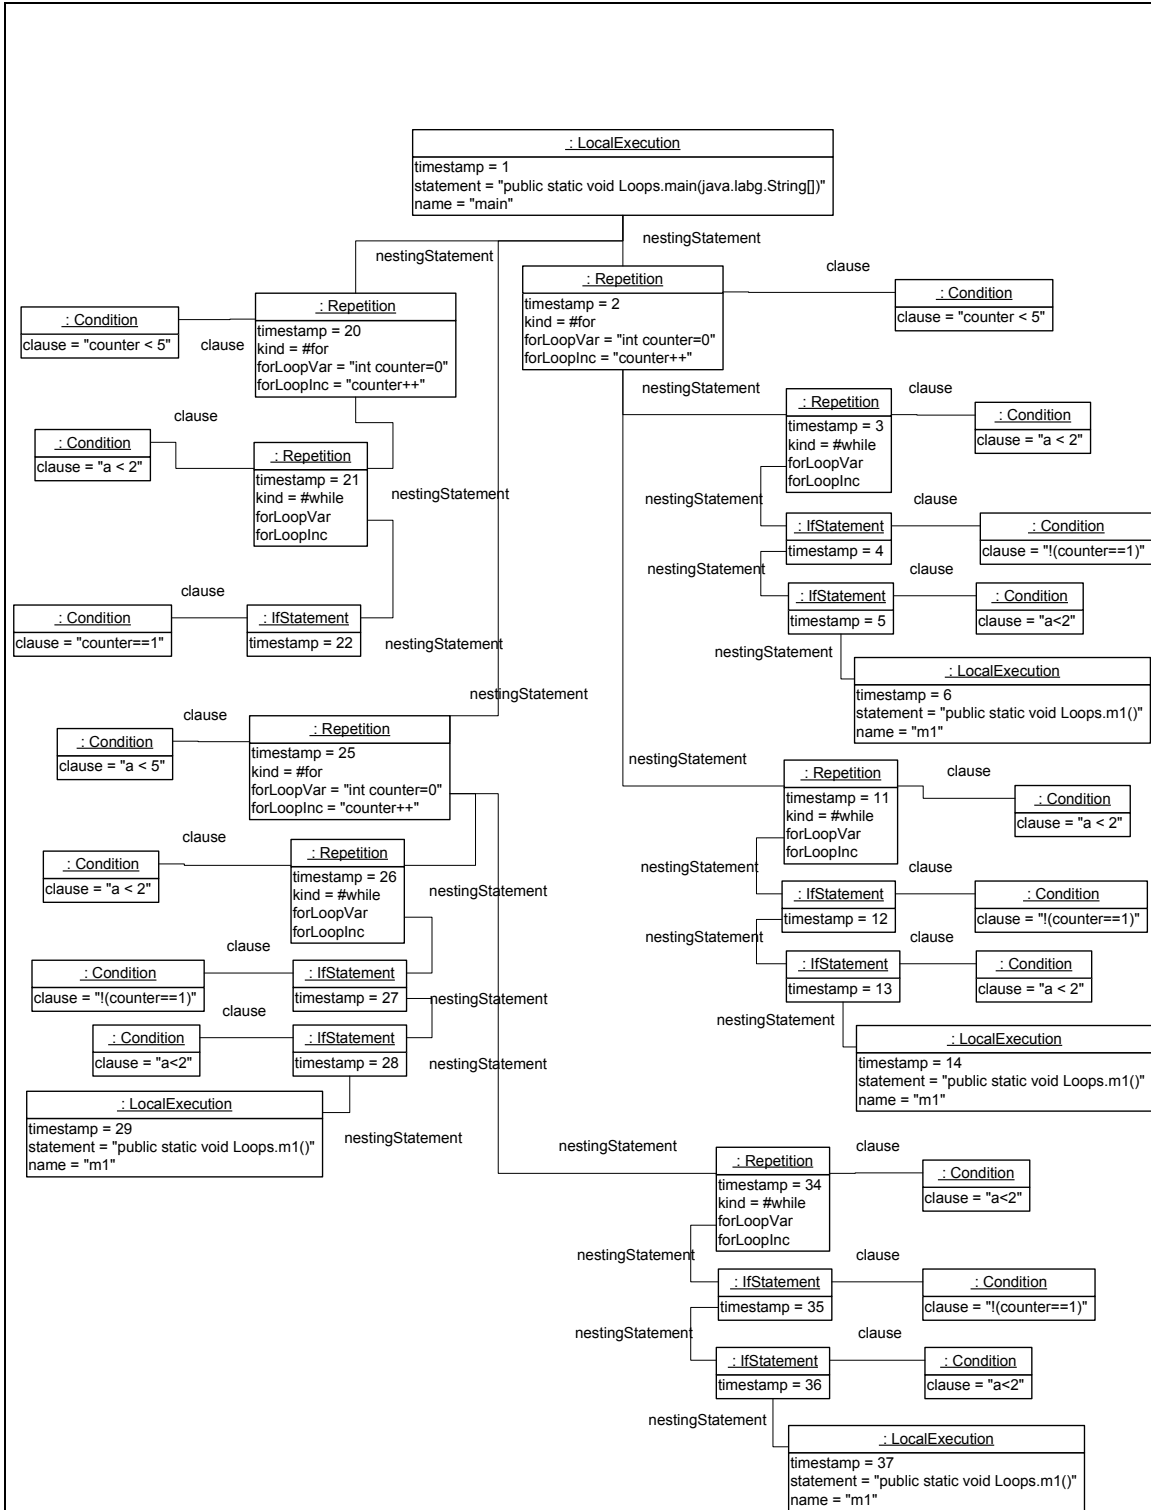 : LocalExecution
timestamp = 1
statement = "public static void Loops.main(java.labg.String[])"
name = "main"
nestingStatement
nestingStatement
: Repetition
timestamp = 20
kind = #for
forLoopVar = "int counter=0"
forLoopInc = "counter++"
: Condition
clause = "counter < 5"
clause
: Repetition
timestamp = 2
kind = #for
forLoopVar = "int counter=0"
forLoopInc = "counter++"
clause
: Condition
clause = "counter < 5"
clause
: Condition
clause = "a < 2"
: Repetition
timestamp = 21
kind = #while
forLoopVar
forLoopInc
nestingStatement
clause
: Condition
clause = "counter==1"
: IfStatement
timestamp = 22
nestingStatement
nestingStatement
clause
: Condition
clause = "a < 5"
: Repetition
timestamp = 25
kind = #for
forLoopVar = "int counter=0"
forLoopInc = "counter++"
clause
: Condition
clause = "a < 2"
: Repetition
timestamp = 26
kind = #while
forLoopVar
forLoopInc
nestingStatement
clause
: Condition
clause = "!(counter==1)"
: IfStatement
timestamp = 27
nestingStatement
clause
: Condition
clause = "a<2"
: IfStatement
timestamp = 28
nestingStatement
: LocalExecution
timestamp = 29
statement = "public static void Loops.m1()"
name = "m1"
nestingStatement
nestingStatement
: Repetition
timestamp = 3
kind = #while
forLoopVar
forLoopInc
clause
: Condition
clause = "a < 2"
nestingStatement
: IfStatement
timestamp = 4
clause
: Condition
clause = "!(counter==1)"
nestingStatement
: IfStatement
timestamp = 5
clause
: Condition
clause = "a<2"
nestingStatement
: LocalExecution
timestamp = 6
statement = "public static void Loops.m1()"
name = "m1"
nestingStatement
: Repetition
timestamp = 11
kind = #while
forLoopVar
forLoopInc
clause
: Condition
clause = "a < 2"
nestingStatement
: IfStatement
timestamp = 12
clause
: Condition
clause = "!(counter==1)"
nestingStatement
: IfStatement
timestamp = 13
clause
: Condition
clause = "a < 2"
nestingStatement
: LocalExecution
timestamp = 14
statement = "public static void Loops.m1()"
name = "m1"
nestingStatement
: Repetition
timestamp = 34
kind = #while
forLoopVar
forLoopInc
clause
: Condition
clause = "a<2"
nestingStatement
: IfStatement
timestamp = 35
clause
: Condition
clause = "!(counter==1)"
nestingStatement
: IfStatement
timestamp = 36
clause
: Condition
clause = "a<2"
nestingStatement
: LocalExecution
timestamp = 37
statement = "public static void Loops.m1()"
name = "m1"